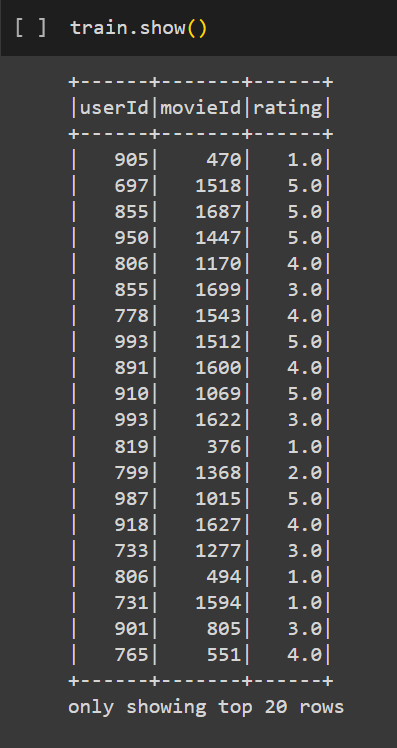 [ ] train.show()
+------+-------+------+
|userId|movieId|rating|
+------+-------+------+
|   905|    470|   1.0|
|   697|   1518|   5.0|
|   855|   1687|   5.0|
|   950|   1447|   5.0|
|   806|   1170|   4.0|
|   855|   1699|   3.0|
|   778|   1543|   4.0|
|   993|   1512|   5.0|
|   891|   1600|   4.0|
|   910|   1069|   5.0|
|   993|   1622|   3.0|
|   819|    376|   1.0|
|   799|   1368|   2.0|
|   987|   1015|   5.0|
|   918|   1627|   4.0|
|   733|   1277|   3.0|
|   806|    494|   1.0|
|   731|   1594|   1.0|
|   901|    805|   3.0|
|   765|    551|   4.0|
+------+-------+------+
only showing top 20 rows